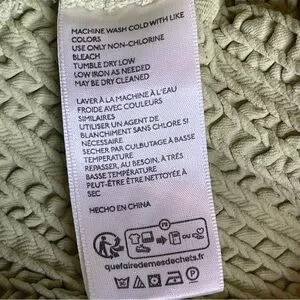 MACHINE WASH COLD WITH LIKE
COLORS
USE ONLY NON-CHLORINE
BLEACH
TUMBLE DRY LOW
LOW IRON AS NEEDED
MAY BE DRY CLEANED
LAVER À LA MACHINE À L'EAU
FROIDE AVEC COULEURS
SIMILAIRES
UTILISER UN AGENT DE
BLANCHIMENT SANS CHLORE SI
NÉCESSAIRE
SECHER PAR CULBUTAGE À BASSE
TEMPERATURE
REPASSER, AU BESOIN, À TRÈS
BASSE TEMPÉRATURE
PEUT-ÊTRE ÊTRE NETTOYÉE À
SEC
HECHO EN CHINA
FR
OU
quefairedemesdechets.fr